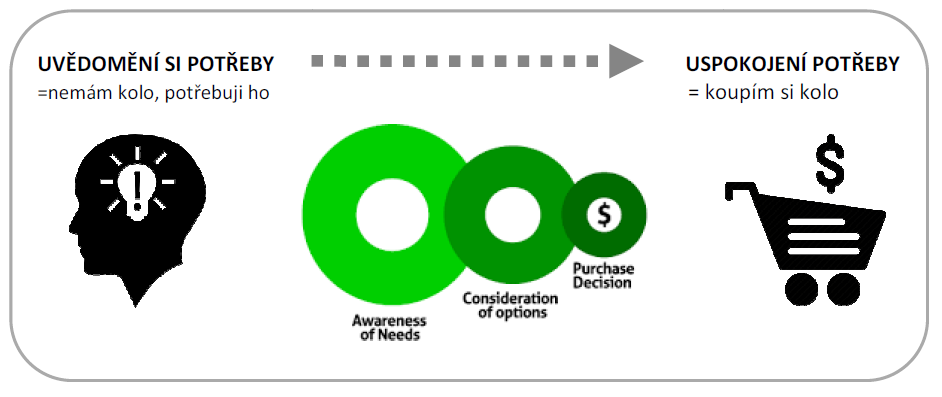 UVĚDOMĚNÍ SI POTŘEBY
=nemám kolo, potřebuji ho
USPOKOJENÍ POTŘEBY
= koupím si kolo
!
$
$
Purchase
Decision
Consideration
of options
Awareness
of Needs